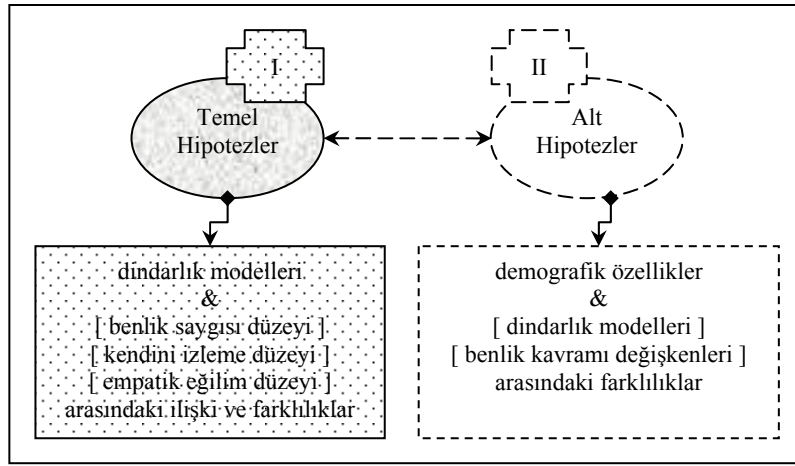 I
Temel
Hipotezler
dindarlık modelleri
&
[ benlik saygısı düzeyi ]
[ kendini izleme düzeyi ]
[ empatik eğilim düzeyi ]
arasındaki ilişki ve farklılıklar
II
Alt
Hipotezler
demografik özellikler
&
[ dindarlık modelleri ]
[ benlik kavramı değişkenleri ]
arasındaki farklılıklar